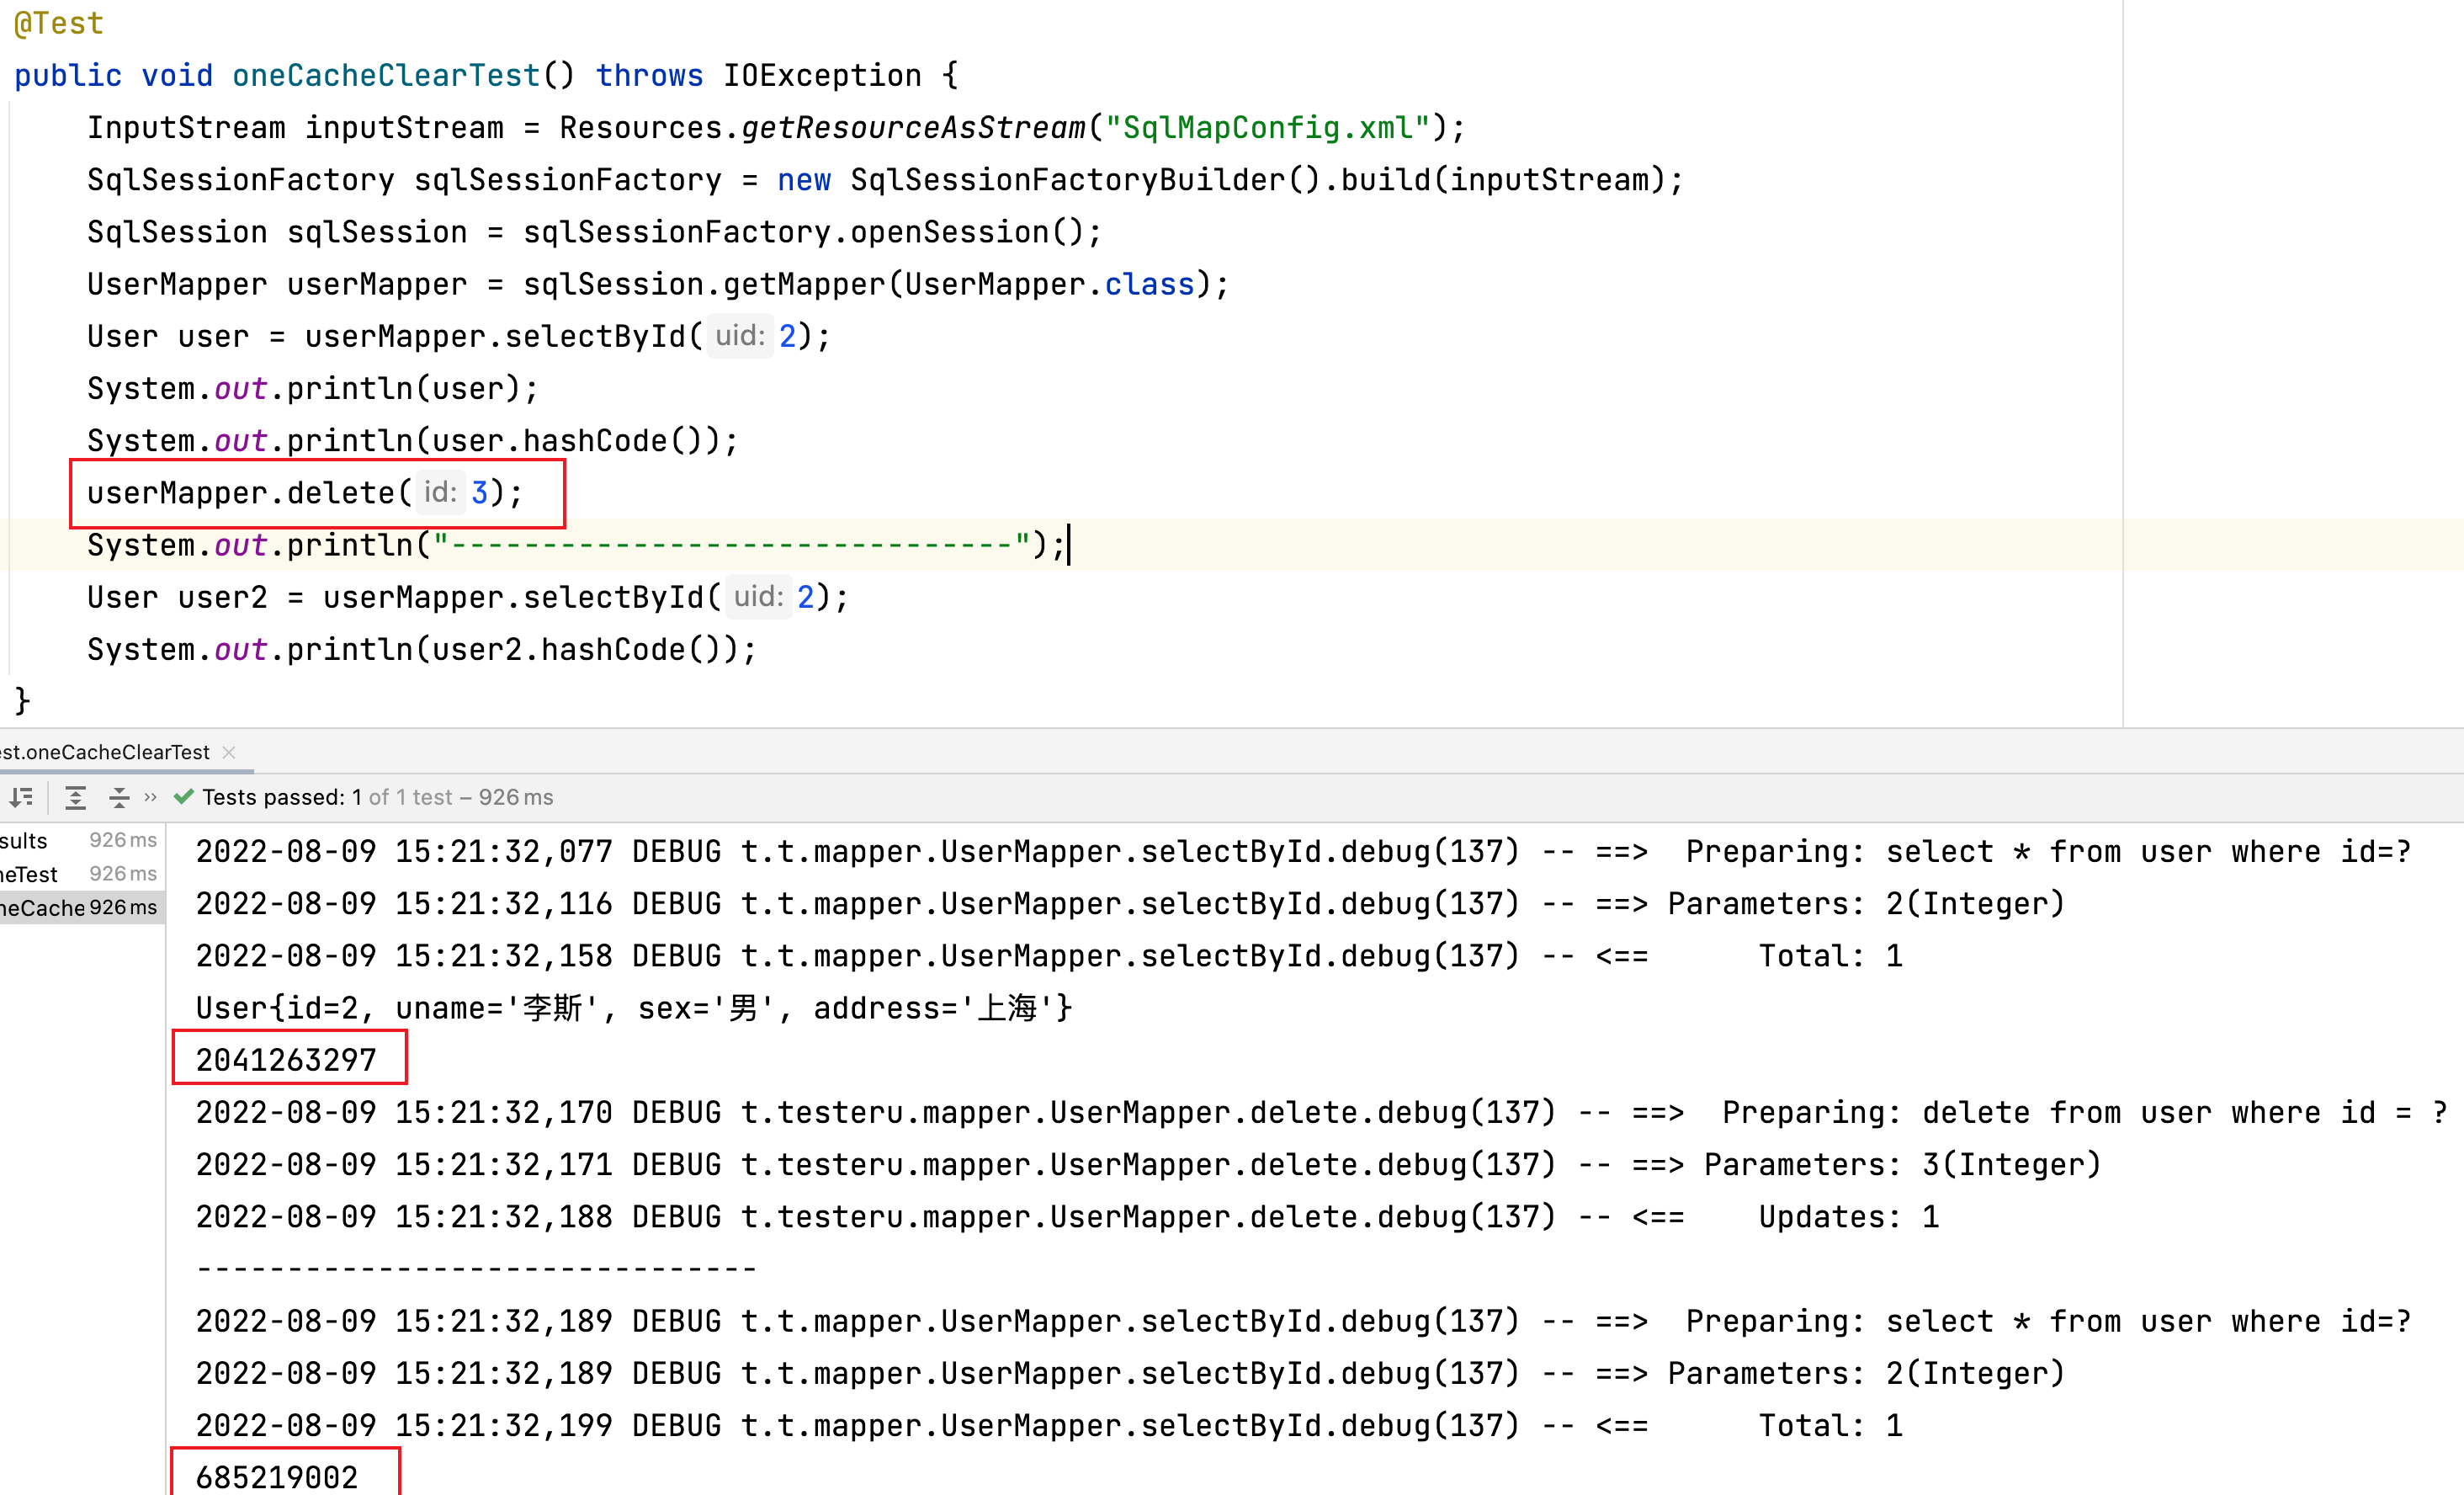 @Test
public void oneCacheClearTest() throws IOException {
InputStream inputStream = Resources.getResourceAsStream("SqlMapConfig.xml");
SqlSessionFactory sqlSessionFactory = new SqlSessionFactoryBuilder().build(inputStream);
SqlSession sqlSession = sqlSessionFactory.openSession();
UserMapper userMapper = sqlSession.getMapper(UserMapper.class);
User user = userMapper.selectById( uid: 2);
System.out.println(user);
System.out.println(user.hashCode());
userMapper.delete( id: 3);
System.out.println("-------------------------------");
User user2 = userMapper.selectById( uid: 2);
System.out.println(user2.hashCode());
}
est.oneCacheClearTest ×
» Tests passed: 1 of 1 test – 926 ms
sults 926 ms
neTest 926 ms
neCache 926 ms
2022-08-09 15:21:32,077 DEBUG t.t.mapper.UserMapper.selectById.debug(137) -- ==>  Preparing: select * from user where id=?
2022-08-09 15:21:32,116 DEBUG t.t.mapper.UserMapper.selectById.debug(137) -- ==> Parameters: 2(Integer)
2022-08-09 15:21:32,158 DEBUG t.t.mapper.UserMapper.selectById.debug(137) -- <==      Total: 1
User{id=2, uname='李斯', sex='男', address='上海'}
2041263297
2022-08-09 15:21:32,170 DEBUG t.testeru.mapper.UserMapper.delete.debug(137) -- ==>  Preparing: delete from user where id = ?
2022-08-09 15:21:32,171 DEBUG t.testeru.mapper.UserMapper.delete.debug(137) -- ==> Parameters: 3(Integer)
2022-08-09 15:21:32,188 DEBUG t.testeru.mapper.UserMapper.delete.debug(137) -- <==    Updates: 1
-------------------------------
2022-08-09 15:21:32,189 DEBUG t.t.mapper.UserMapper.selectById.debug(137) -- ==>  Preparing: select * from user where id=?
2022-08-09 15:21:32,189 DEBUG t.t.mapper.UserMapper.selectById.debug(137) -- ==> Parameters: 2(Integer)
2022-08-09 15:21:32,199 DEBUG t.t.mapper.UserMapper.selectById.debug(137) -- <==      Total: 1
685219002